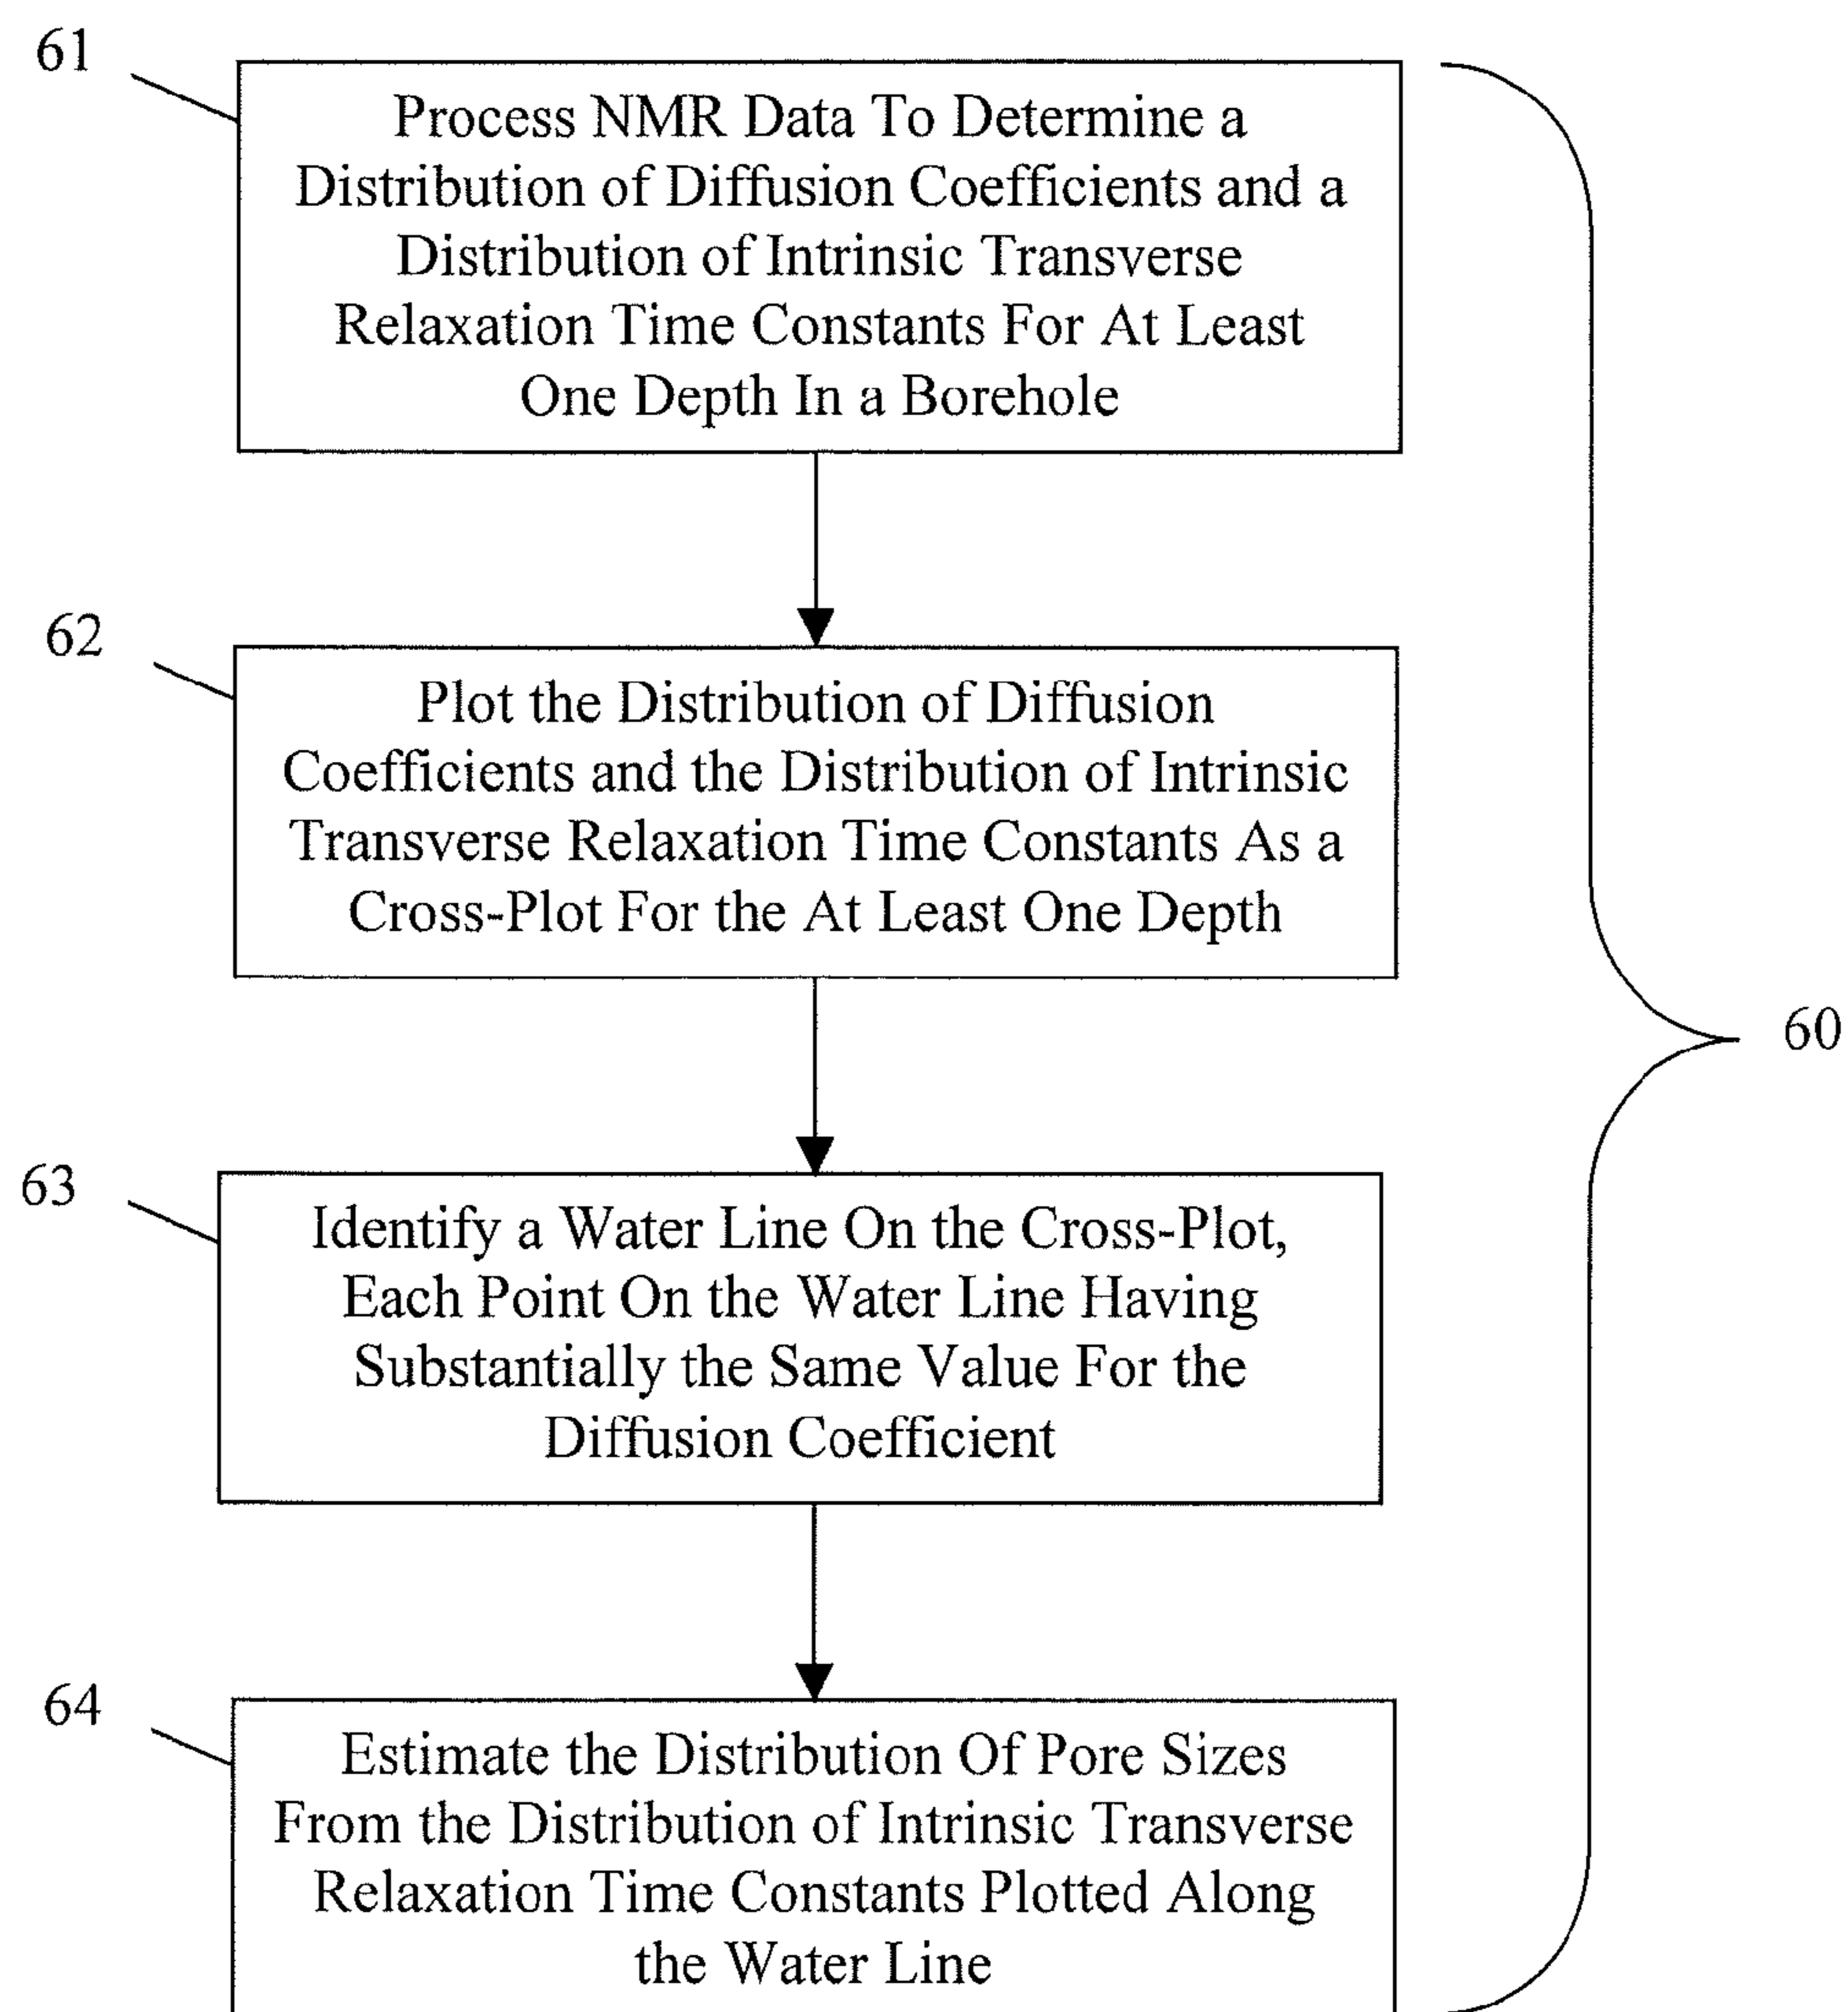 61
Process NMR Data To Determine a
Distribution of Diffusion Coefficients and a
Distribution of Intrinsic Transverse
Relaxation Time Constants For At Least
One Depth In a Borehole
62
Plot the Distribution of Diffusion
Coefficients and the Distribution of Intrinsic
Transverse Relaxation Time Constants As a
Cross-Plot For the At Least One Depth
60
63
Identify a Water Line On the Cross-Plot,
Each Point On the Water Line Having
Substantially the Same Value For the
Diffusion Coefficient
64
Estimate the Distribution Of Pore Sizes
From the Distribution of Intrinsic Transverse
Relaxation Time Constants Plotted Along
the Water Line